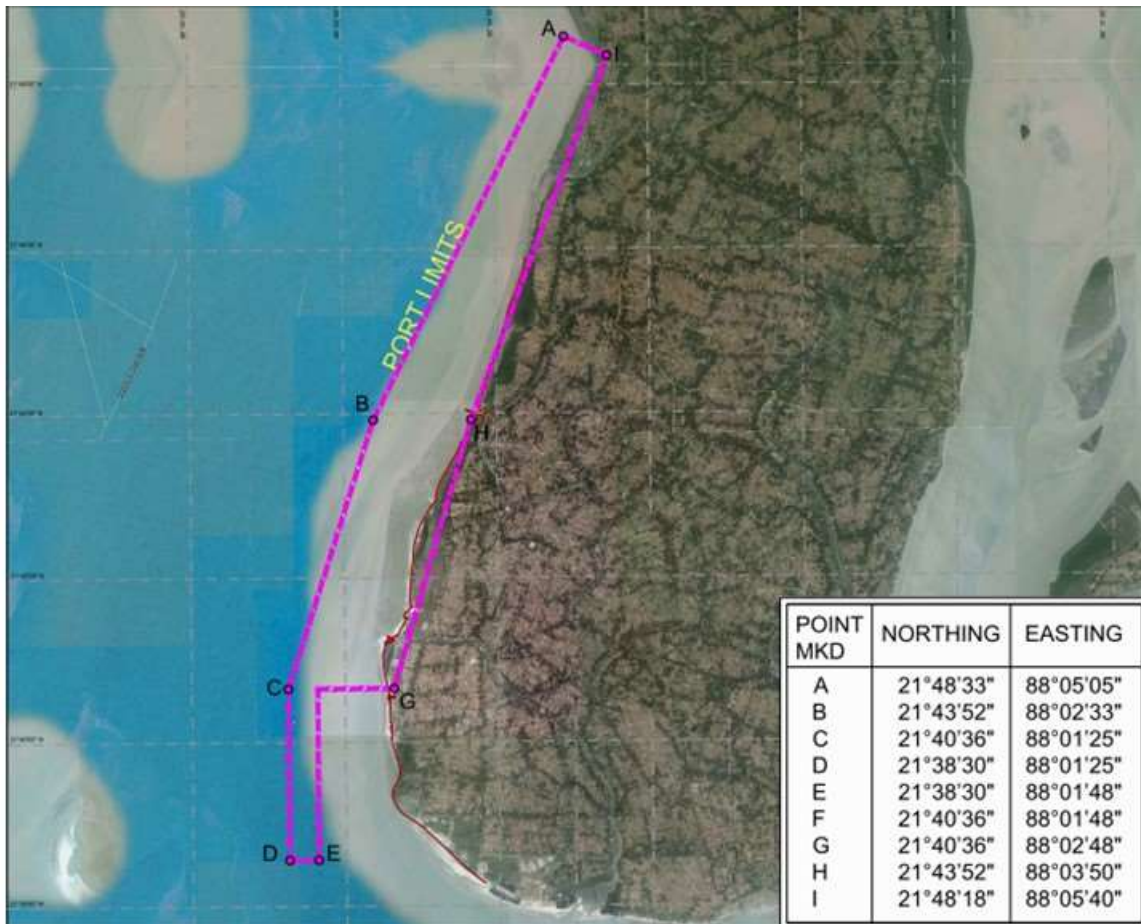 A
I
PORT LIMITS
B
H
C
G
D
E
POINT MKD NORTHING EASTING
A 21°48'33" 88°05'05"
B 21°43'52" 88°02'33"
C 21°40'36" 88°01'25"
D 21°38'30" 88°01'25"
E 21°38'30" 88°01'48"
F 21°40'36" 88°01'48"
G 21°40'36" 88°02'48"
H 21°43'52" 88°03'50"
I 21°48'18" 88°05'40"